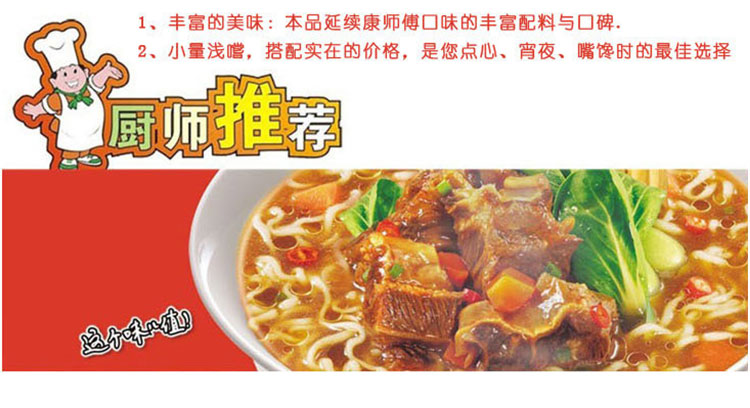 1、丰富的美味：本品延续康师傅口味的丰富配料与口碑.
2、小量浅嚐，搭配实在的价格，是您点心、宵夜、嘴馋时的最佳选择
厨师推荐
这个味儿值!